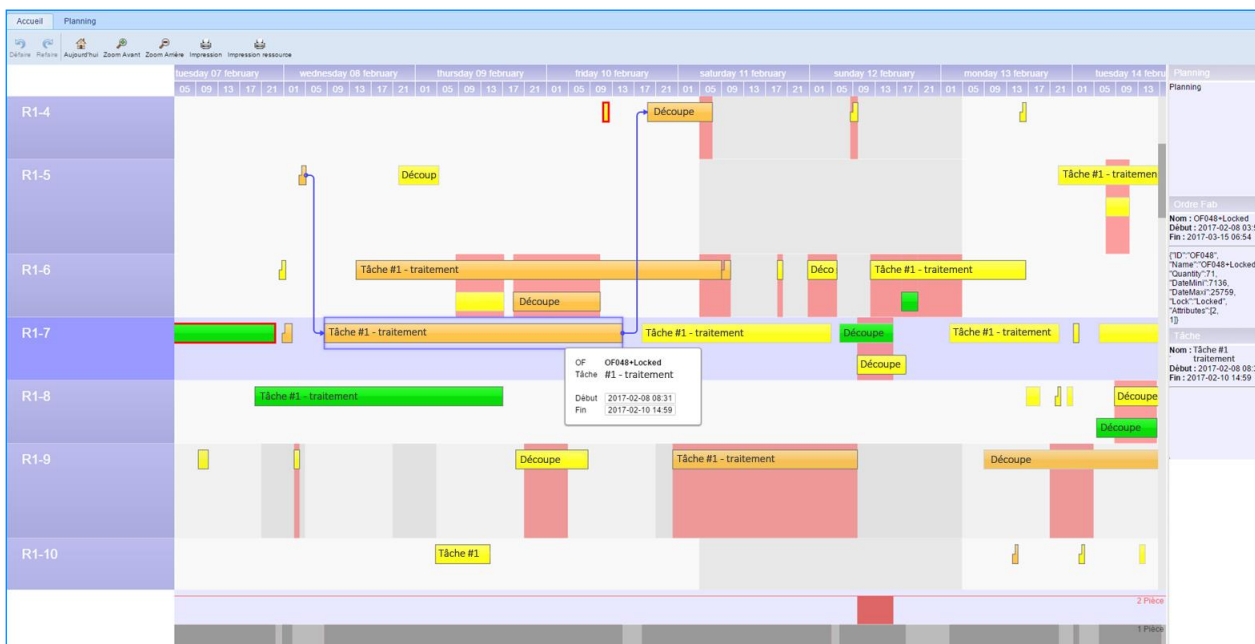 Accueil Planning
Défaire Refaire Aujourd'hui Zoom Avant Zoom Arrière Impression Impression ressource
tuesday 07 february wednesday 08 february thursday 09 february friday 10 february saturday 11 february sunday 12 february monday 13 february tuesday 14 febru
05 09 13 17 21 01 05 09 13 17 21 01 05 09 13 17 21 01 05 09 13 17 21 01 05 09 13 17 21 01 05 09 13 17 21 01 05 09 13 17 21 01 05 09 13
R1-4
Découpe
R1-5
Découp
Tâche #1 - traitemen
R1-6
Tâche #1 - traitement
Déco
Tâche #1 - traitement
Découpe
R1-7
Tâche #1 - traitement
Tâche #1 - traitement
Découpe
Tâche #1 - traitement
Découpe
OF OF048+Locked
Tâche #1 - traitement
Début 2017-02-08 08:31
Fin 2017-02-10 14:59
R1-8
Tâche #1 - traitement
Découpe
Découpe
R1-9
Découpe
Tâche #1 - traitement
Découpe
R1-10
Tâche #1
2 Pièce
1 Pièce
Planning
Planning
Ordre Fab
Nom : OF048+Locked
Début : 2017-02-08 03:
Fin : 2017-03-15 06:54
{"ID":"OF048",
"Name":"OF048+Locked
"Quantity":71,
"DateMini":7136,
"DateMaxi":25759,
"Lock":"Locked",
"Attributes":[2,
1]}
Tâche
Nom : Tâche #1
traitement
Début : 2017-02-08 08:
Fin : 2017-02-10 14:59